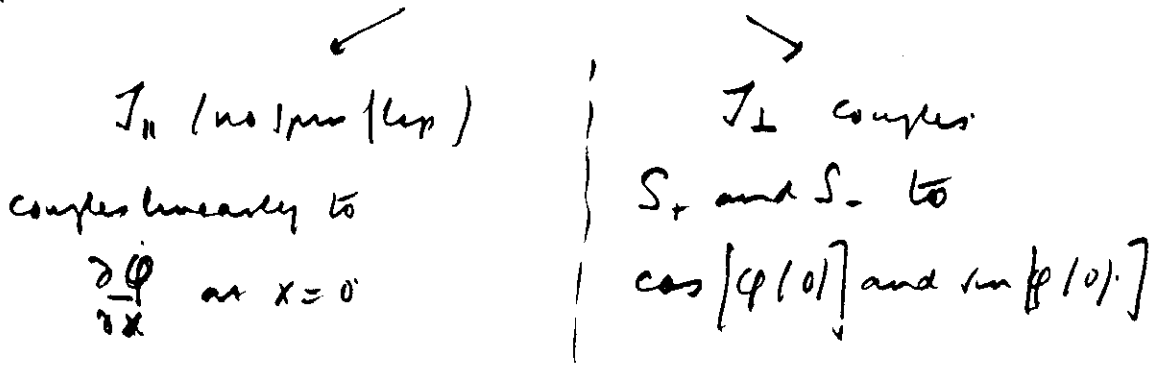 J∥ (no spin flip)
couples linearly to
∂φ/∂x at x=0
J⊥ couples
S₊ and S₋ to
cos[φ(0)] and sin[φ(0)]